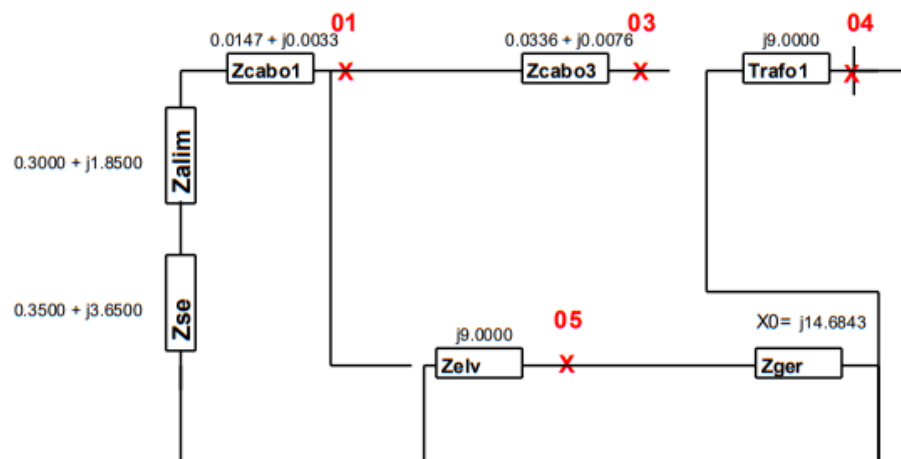 01
03
04
0.0147 + j0.0033
0.0336 + j0.0076
j9.0000
Zcabo1
X
Zcabo3
X
Trafo1
X
0.3000 + j1.8500
Zalim
0.3500 + j3.6500
Zse
05
X0= j14.6843
j9.0000
Zelv
X
Zger